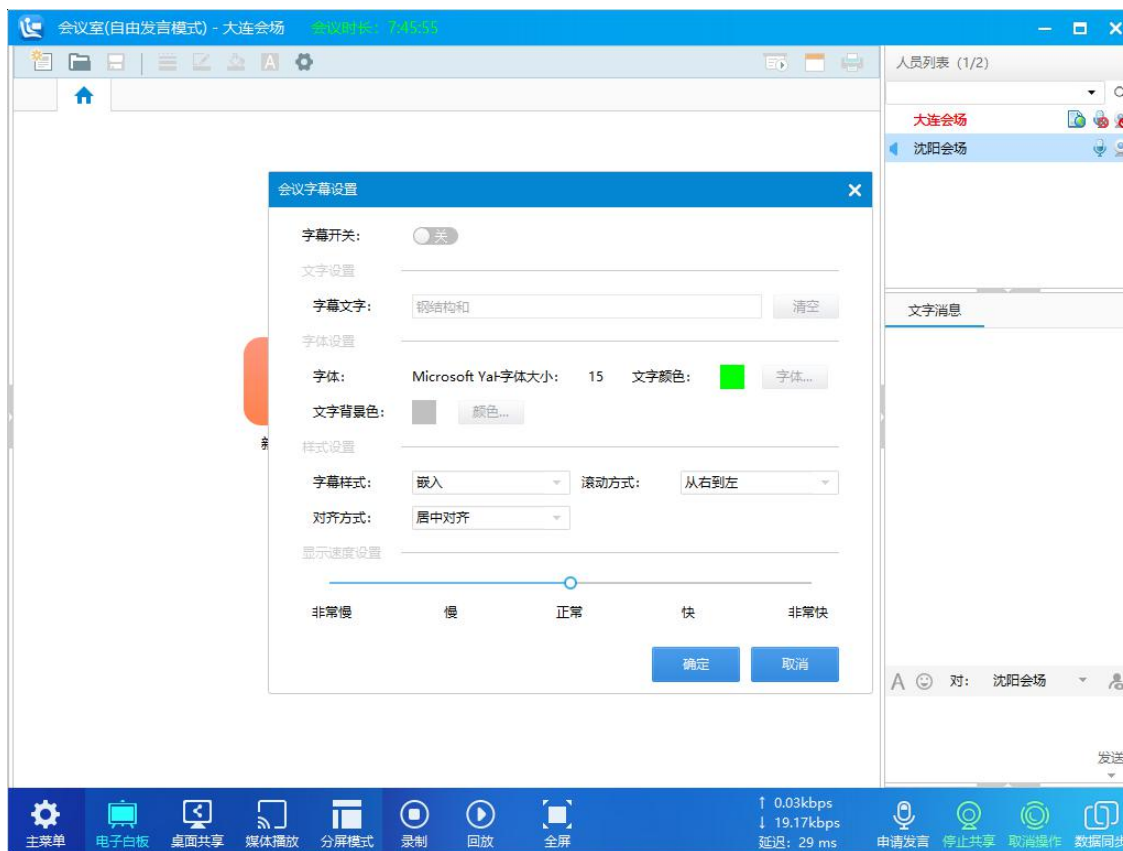 会议室(自由发言模式) - 大连会场 会议时长: 7:45:55
人员列表 (1/2)
大连会场
沈阳会场
会议字幕设置
字幕开关: 关
文字设置
字幕文字: 钢结构和 清空
字体设置
字体: Microsoft YaH字体大小: 15 文字颜色: 字体...
文字背景色: 颜色...
样式设置
字幕样式: 嵌入 滚动方式: 从右到左
对齐方式: 居中对齐
显示速度设置
非常慢 慢 正常 快 非常快
确定 取消
文字消息
A 对: 沈阳会场
发送
主菜单 电子白板 桌面共享 媒体播放 分屏模式 录制 回放 全屏
↑ 0.03kbps
↓ 19.17kbps
延迟: 29 ms
申请发言 停止共享 取消操作 数据同步